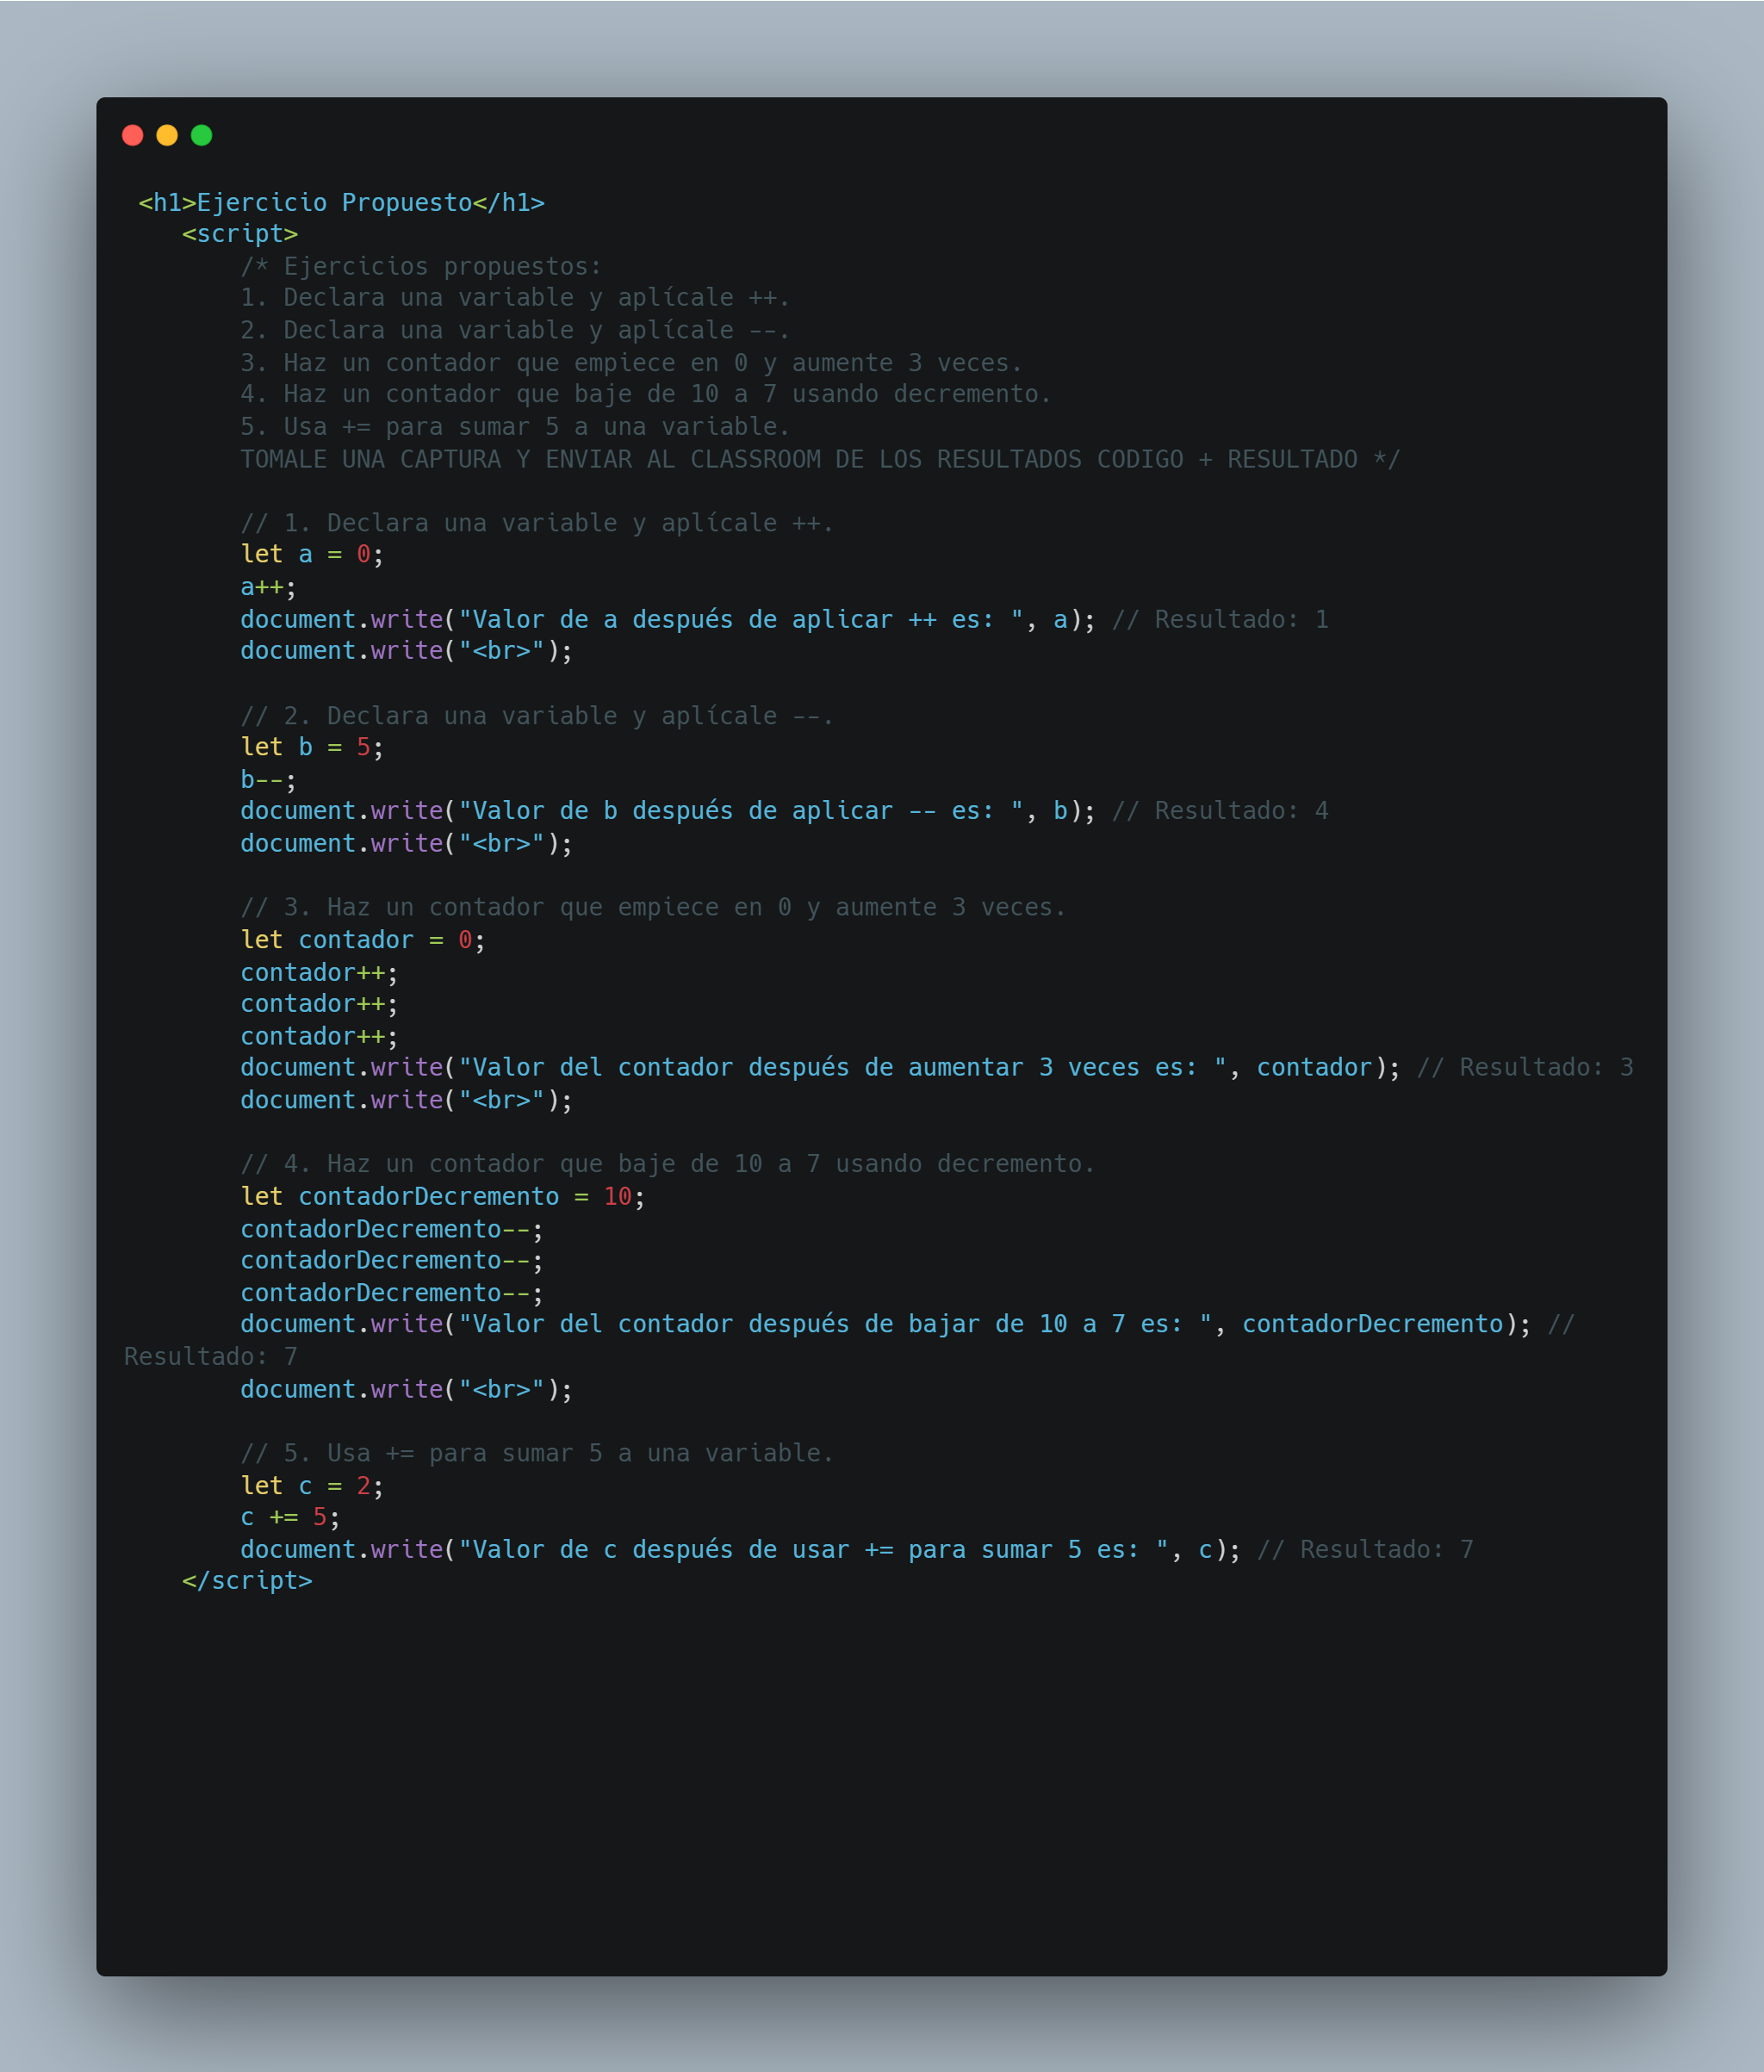 <h1>Ejercicio Propuesto</h1>
<script>
/* Ejercicios propuestos:
1. Declara una variable y aplícale ++.
2. Declara una variable y aplícale --.
3. Haz un contador que empiece en 0 y aumente 3 veces.
4. Haz un contador que baje de 10 a 7 usando decremento.
5. Usa += para sumar 5 a una variable.
TOMALE UNA CAPTURA Y ENVIAR AL CLASSROOM DE LOS RESULTADOS CODIGO + RESULTADO */
// 1. Declara una variable y aplícale ++.
let a = 0;
a++;
document.write("Valor de a después de aplicar ++ es: ", a); // Resultado: 1
document.write("<br>");
// 2. Declara una variable y aplícale --.
let b = 5;
b--;
document.write("Valor de b después de aplicar -- es: ", b); // Resultado: 4
document.write("<br>");
// 3. Haz un contador que empiece en 0 y aumente 3 veces.
let contador = 0;
contador++;
contador++;
contador++;
document.write("Valor del contador después de aumentar 3 veces es: ", contador); // Resultado: 3
document.write("<br>");
// 4. Haz un contador que baje de 10 a 7 usando decremento.
let contadorDecremento = 10;
contadorDecremento--;
contadorDecremento--;
contadorDecremento--;
document.write("Valor del contador después de bajar de 10 a 7 es: ", contadorDecremento); //
Resultado: 7
document.write("<br>");
// 5. Usa += para sumar 5 a una variable.
let c = 2;
c += 5;
document.write("Valor de c después de usar += para sumar 5 es: ", c); // Resultado: 7
</script>